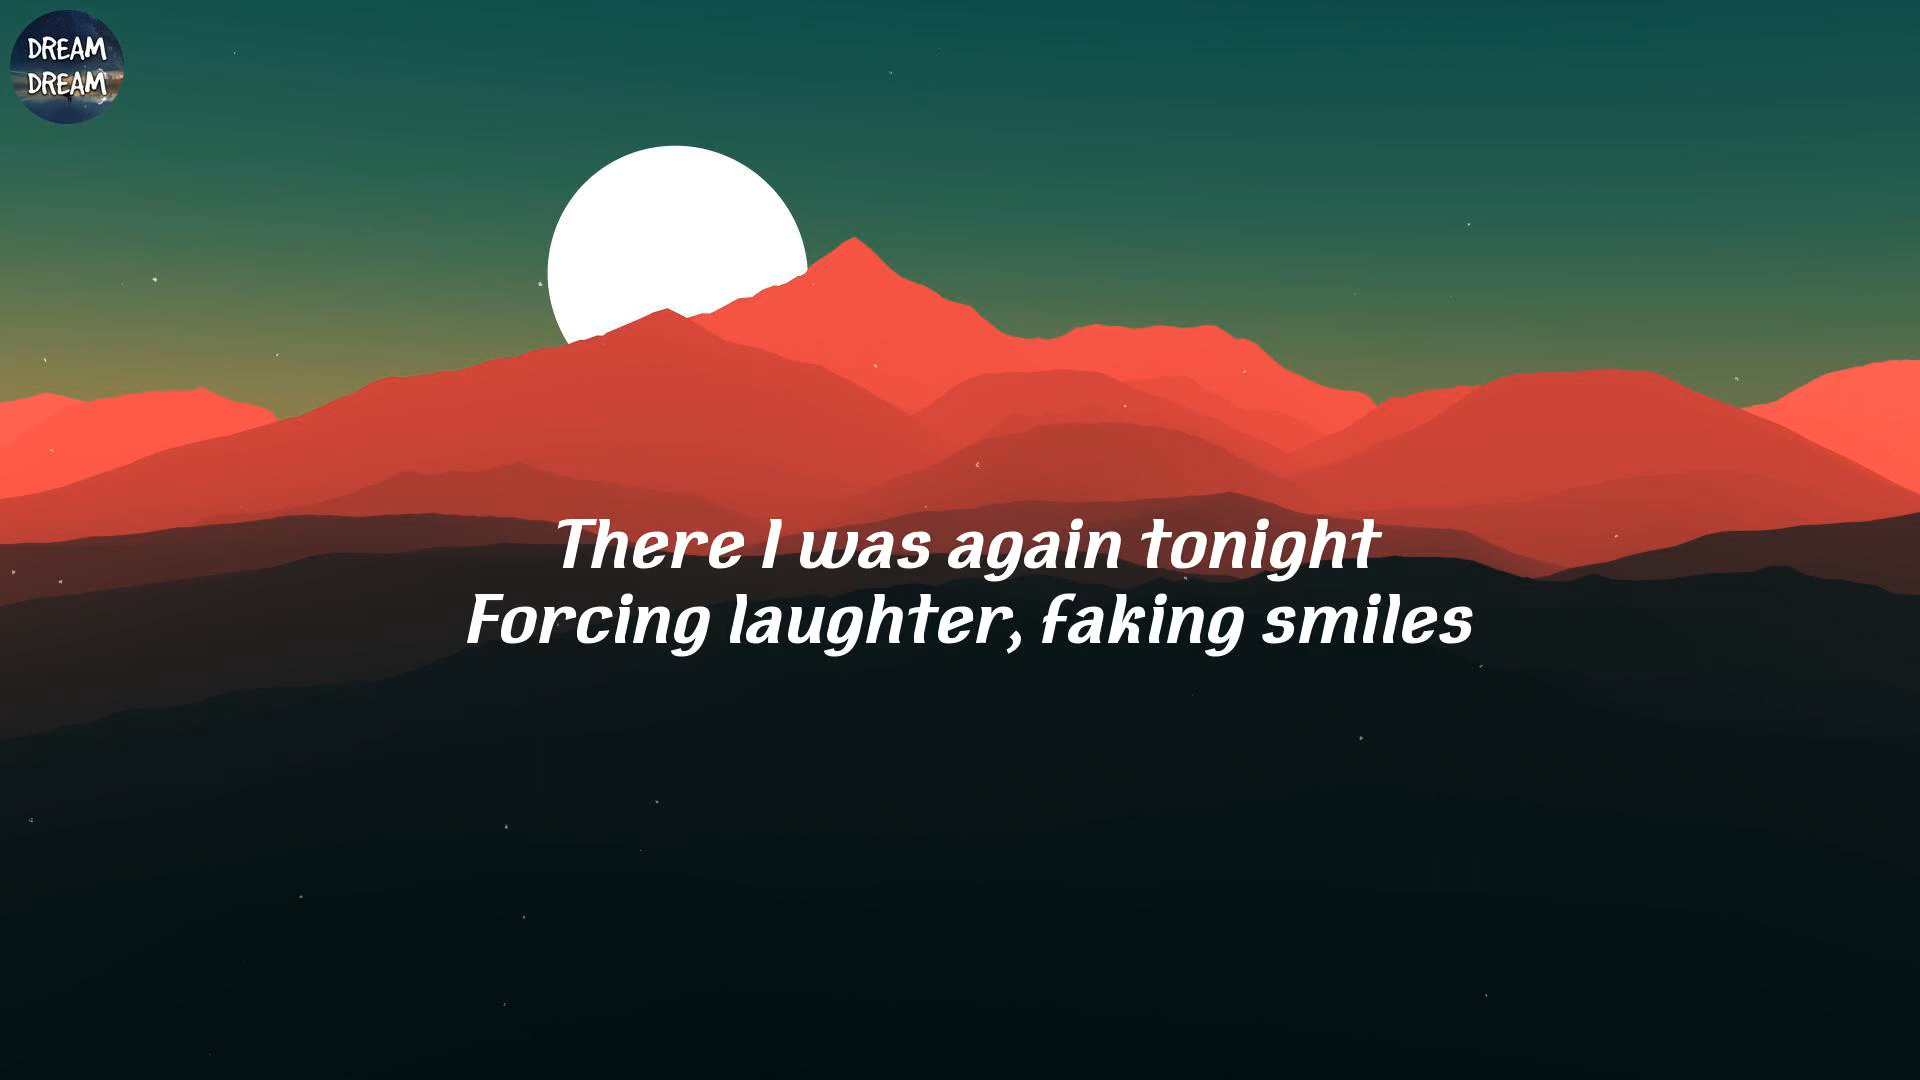 DREAM
DREAM
There I was again tonight
Forcing laughter, faking smiles